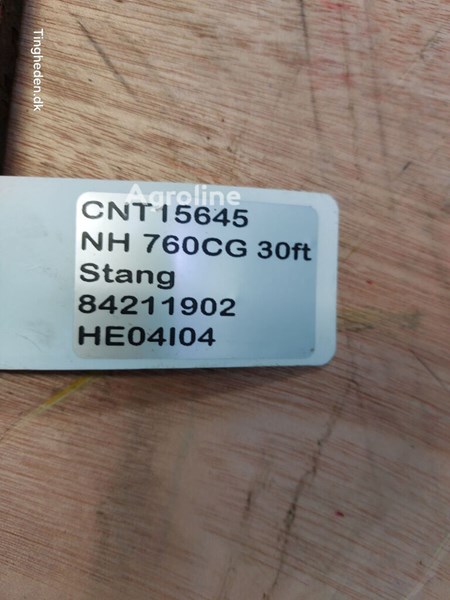 Tingheden.dk
Agroline
CNT15645
NH 760CG 30ft
Stang
84211902
HE04I04